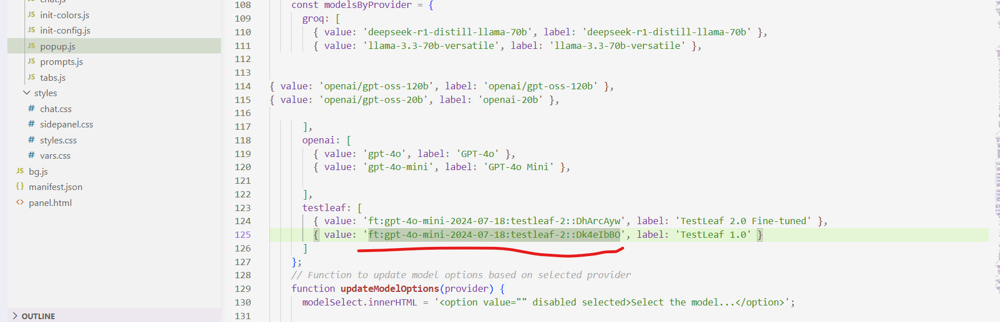 chat.js
JS init-colors.js
JS init-config.js
JS popup.js
JS prompts.js
JS tabs.js
styles
# chat.css
# sidepanel.css
# styles.css
# vars.css
JS bg.js
{} manifest.json
<> panel.html
OUTLINE
108 const modelsByProvider = {
109 groq: [
110 { value: 'deepseek-r1-distill-llama-70b', label: 'deepseek-r1-distill-llama-70b' },
111 { value: 'llama-3.3-70b-versatile', label: 'llama-3.3-70b-versatile' },
112
113
114 { value: 'openai/gpt-oss-120b', label: 'openai/gpt-oss-120b' },
115 { value: 'openai/gpt-oss-20b', label: 'openai-20b' },
116
117 ],
118 openai: [
119 { value: 'gpt-4o', label: 'GPT-4o' },
120 { value: 'gpt-4o-mini', label: 'GPT-4o Mini' },
121
122 ],
123 testleaf: [
124 { value: 'ft:gpt-4o-mini-2024-07-18:testleaf-2::DhArcAyw', label: 'TestLeaf 2.0 Fine-tuned' },
125 { value: 'ft:gpt-4o-mini-2024-07-18:testleaf-2::Dk4eIbBO', label: 'TestLeaf 1.0' }
126 ]
127 };
128 // Function to update model options based on selected provider
129 function updateModelOptions(provider) {
130 modelSelect.innerHTML = '<option value="" disabled selected>Select the model...</option>';
131